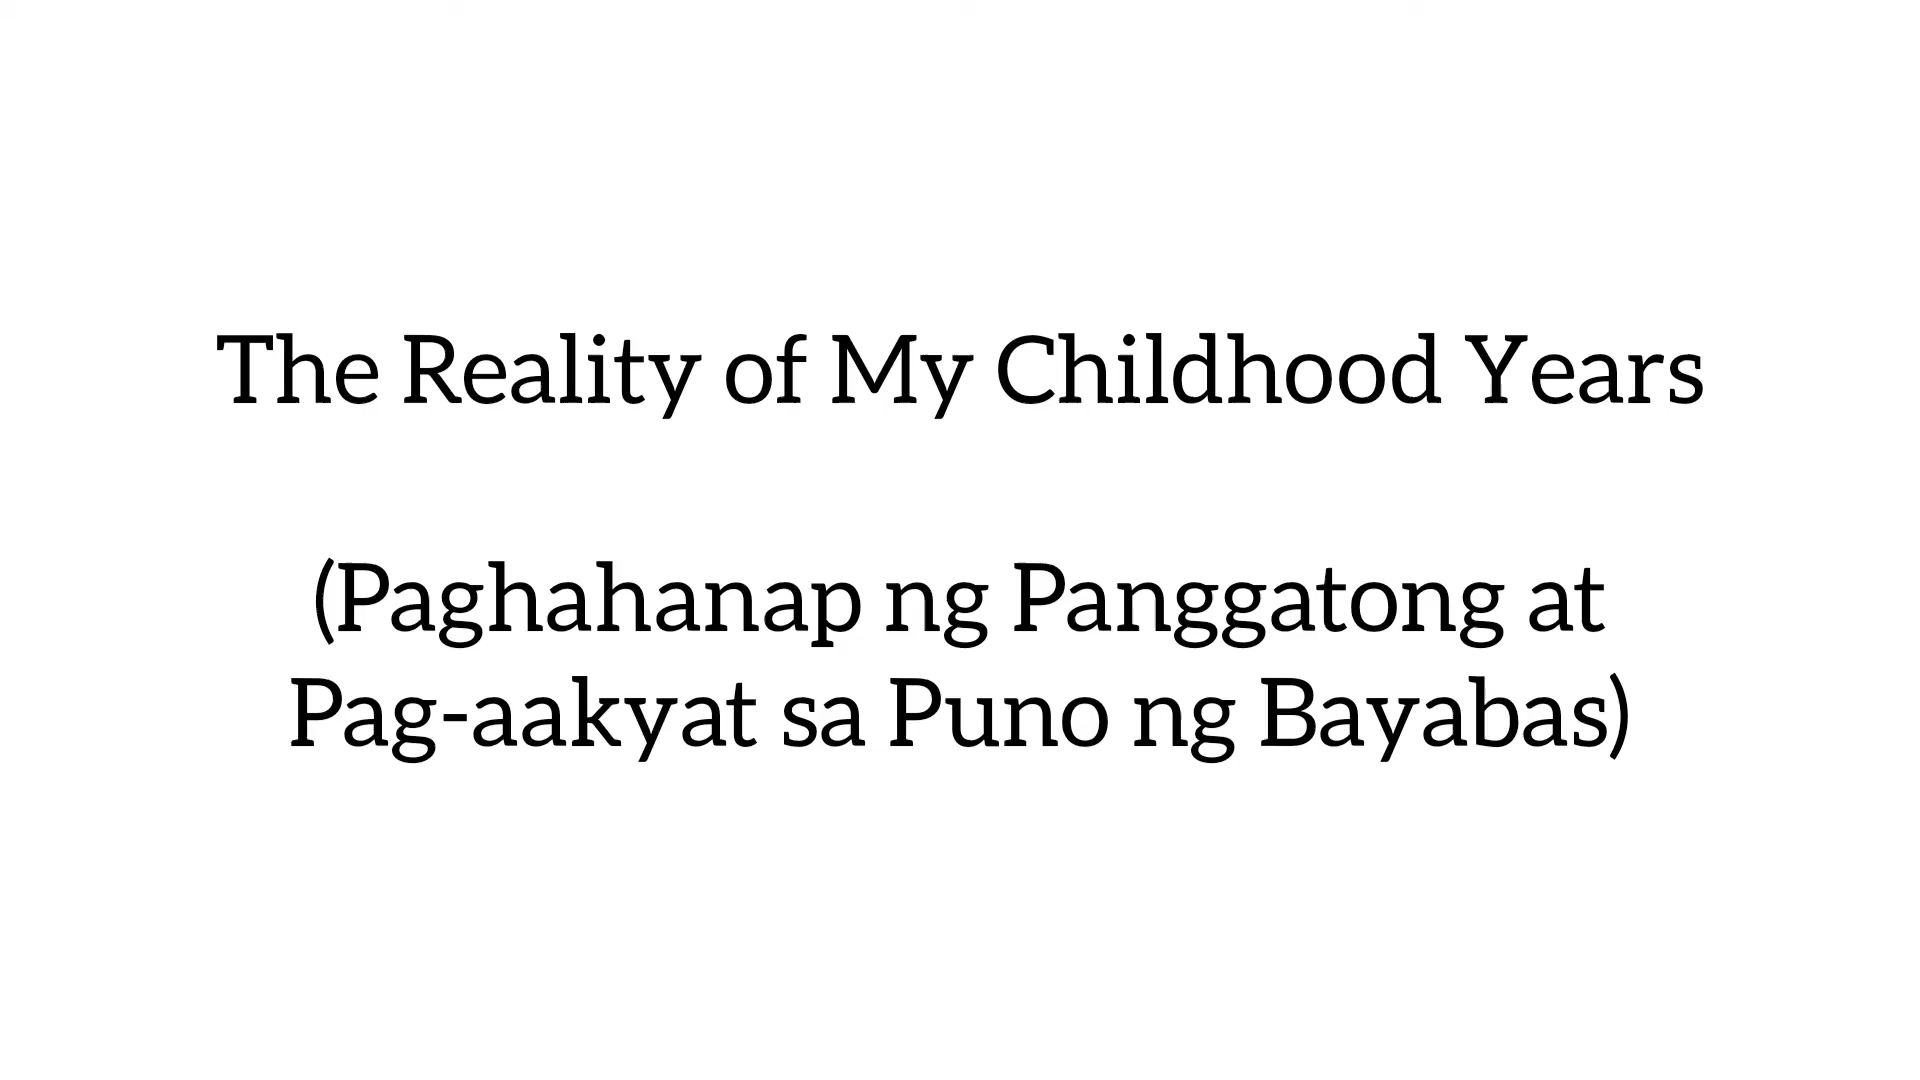 The Reality of My Childhood Years
(Paghahanap ng Panggatong at
Pag-aakyat sa Puno ng Bayabas)